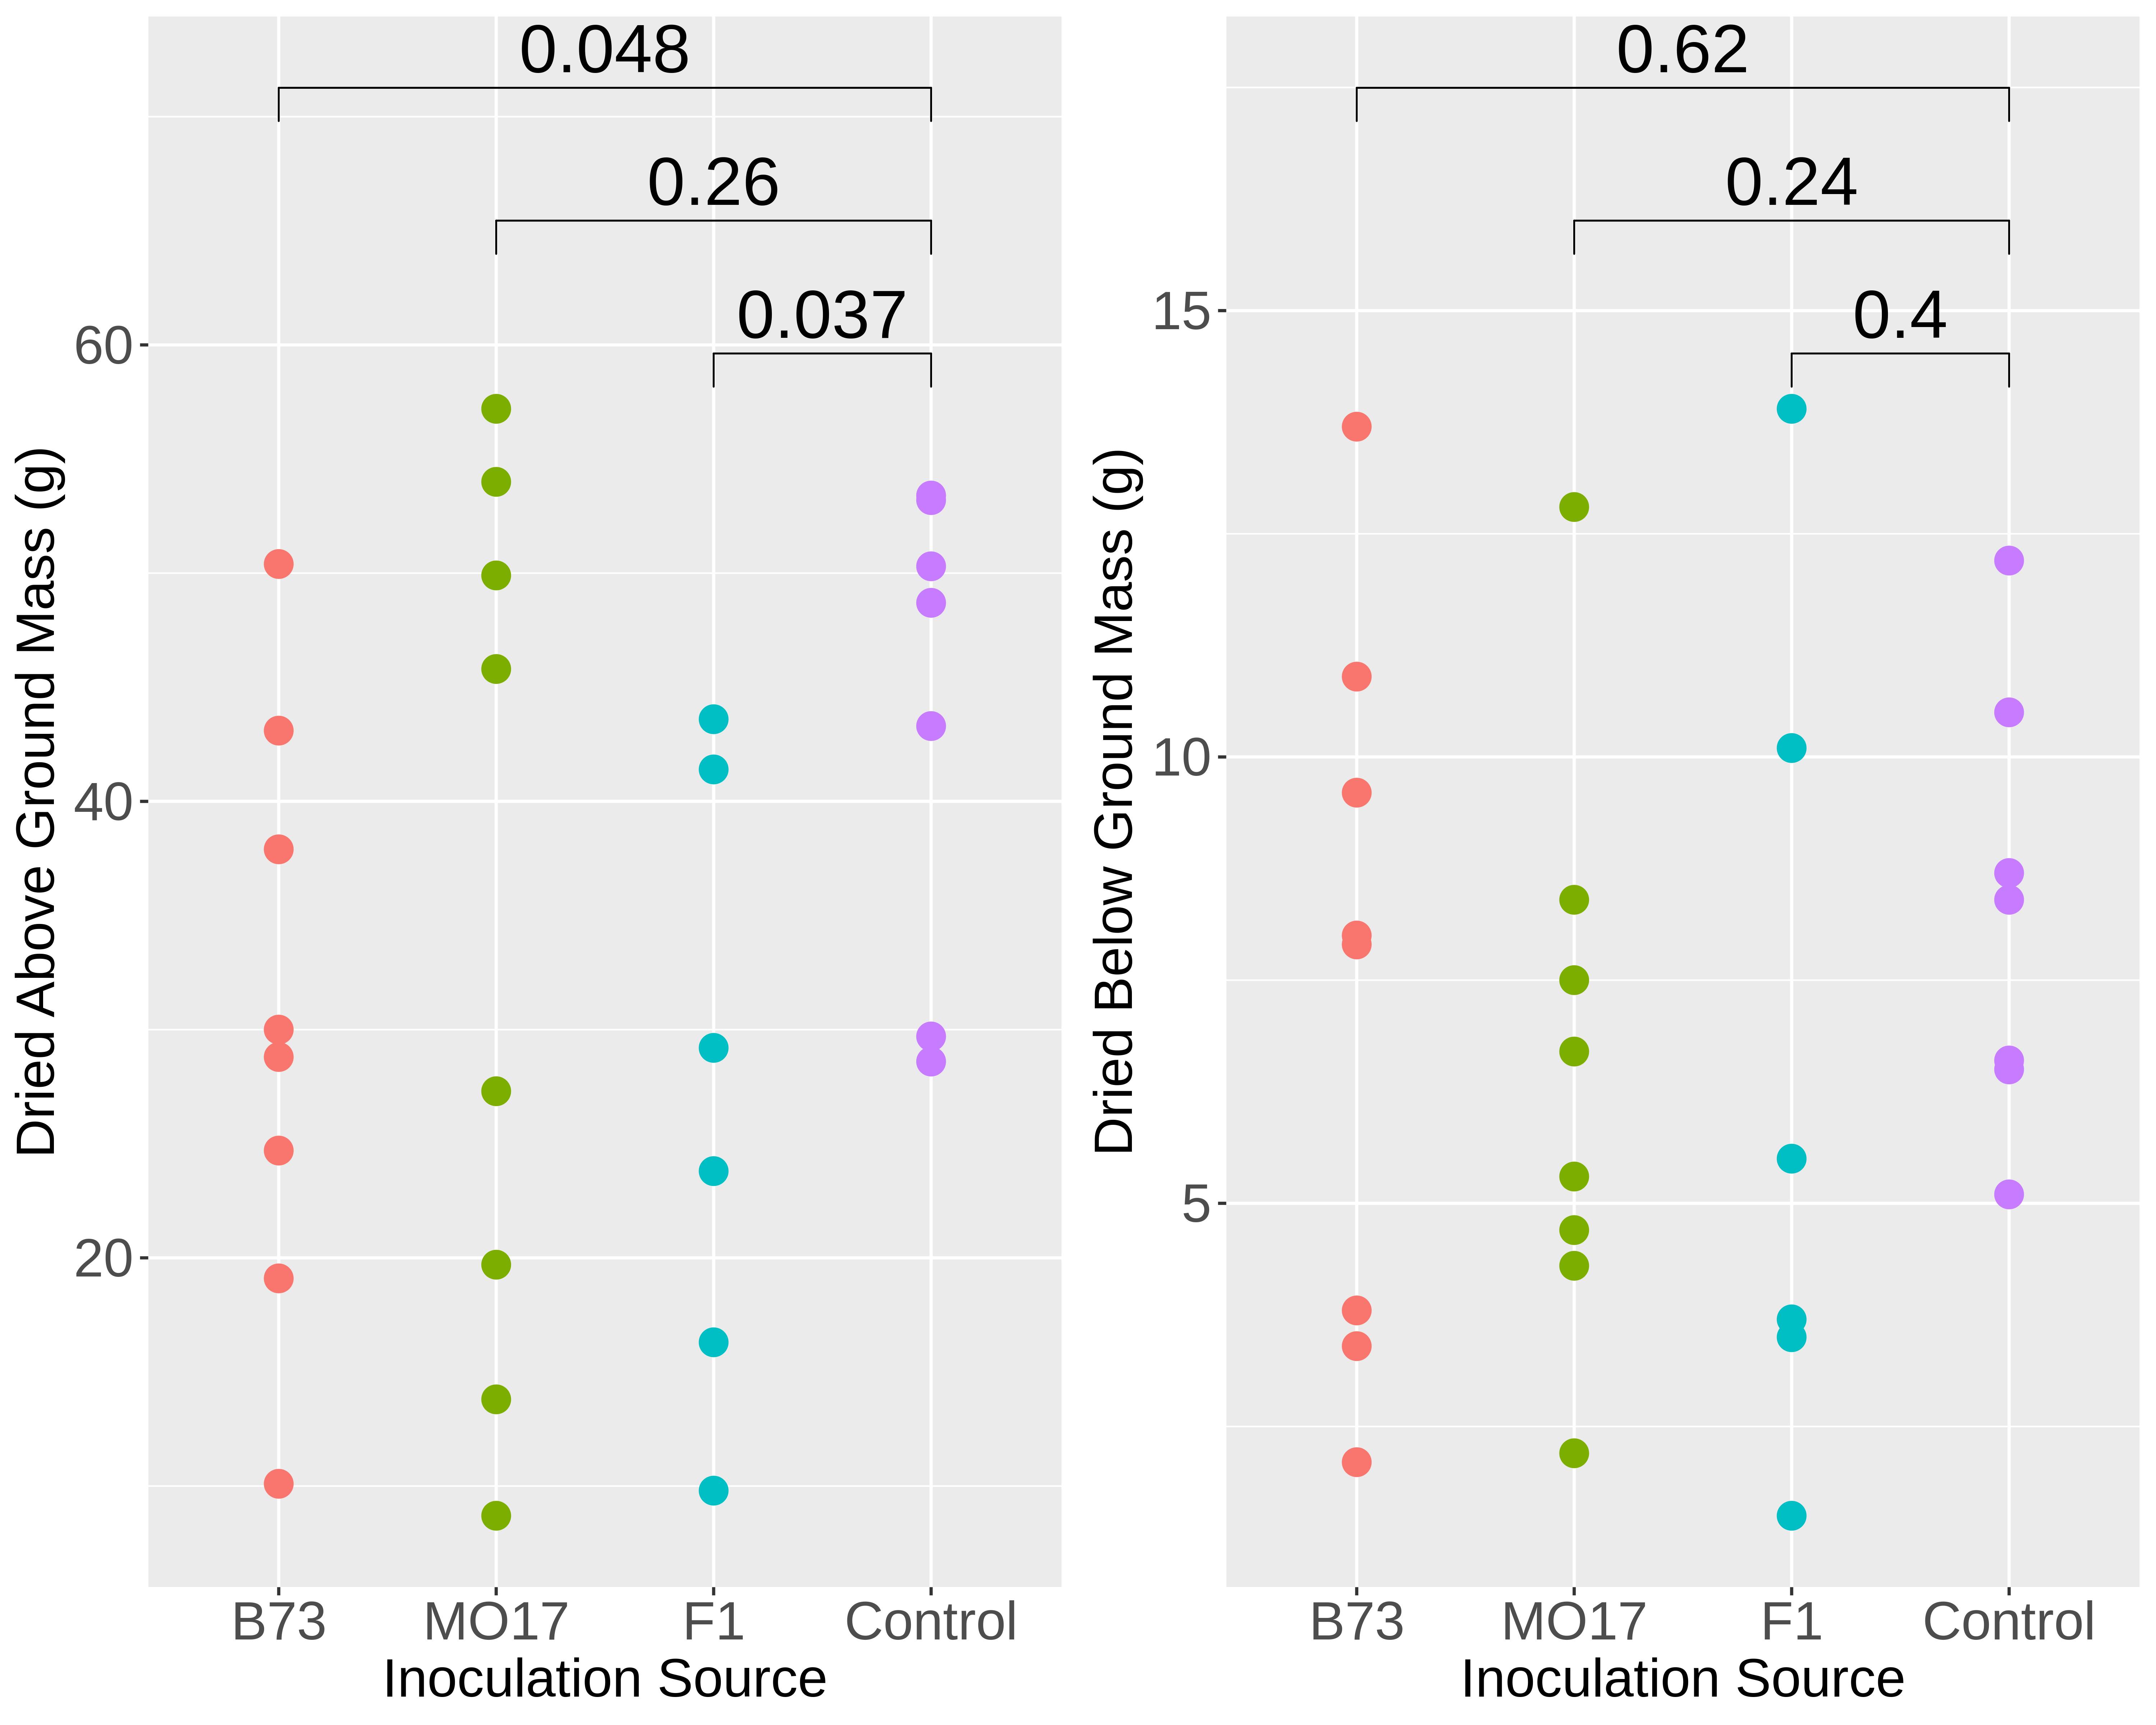 0.048
0.26
0.037
60
40
20
Dried Above Ground Mass (g)
B73 MO17 F1 Control
Inoculation Source
0.62
0.24
0.4
15
10
5
Dried Below Ground Mass (g)
B73 MO17 F1 Control
Inoculation Source